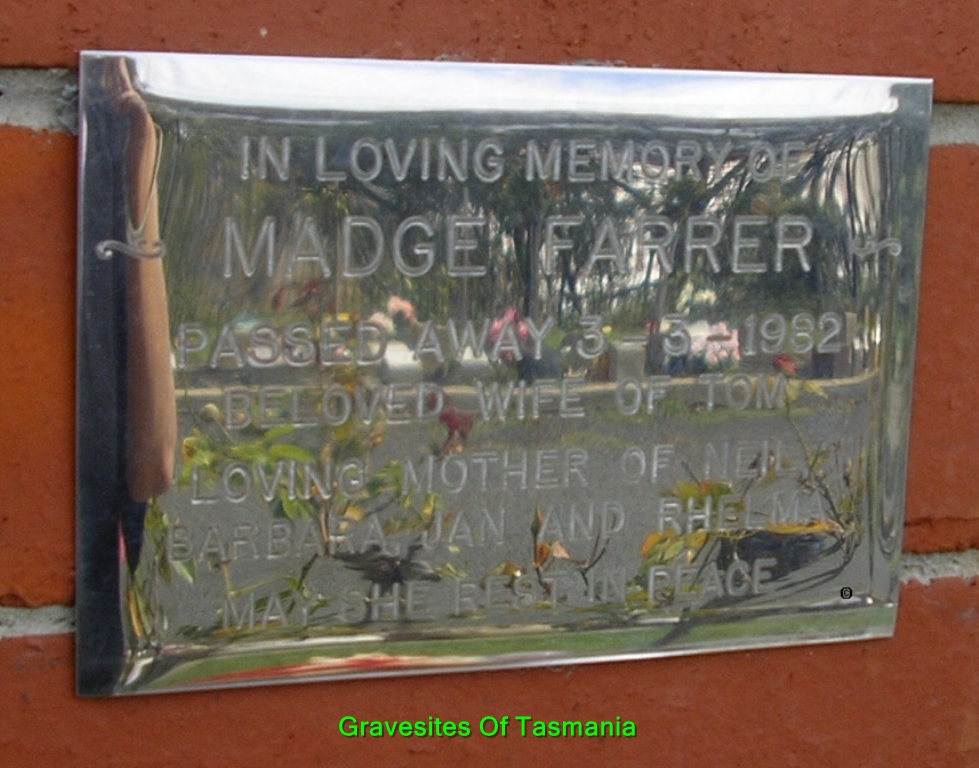 IN LOVING MEMORY OF
MADGE FARRER
PASSED AWAY 3 – 5 – 1982
BELOVED WIFE OF TOM
LOVING MOTHER OF NEIL,
BARBARA, JAN AND RHELMA
MAY SHE REST IN PEACE
©
Gravesites Of Tasmania